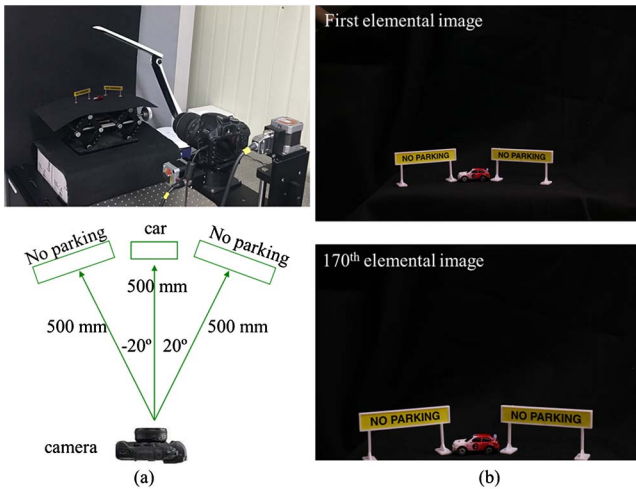 First elemental image
NO PARKING
NO PARKING
No parking
car
No parking
500 mm
500 mm
500 mm
-20º
20º
camera
(a)
170th elemental image
NO PARKING
NO PARKING
(b)